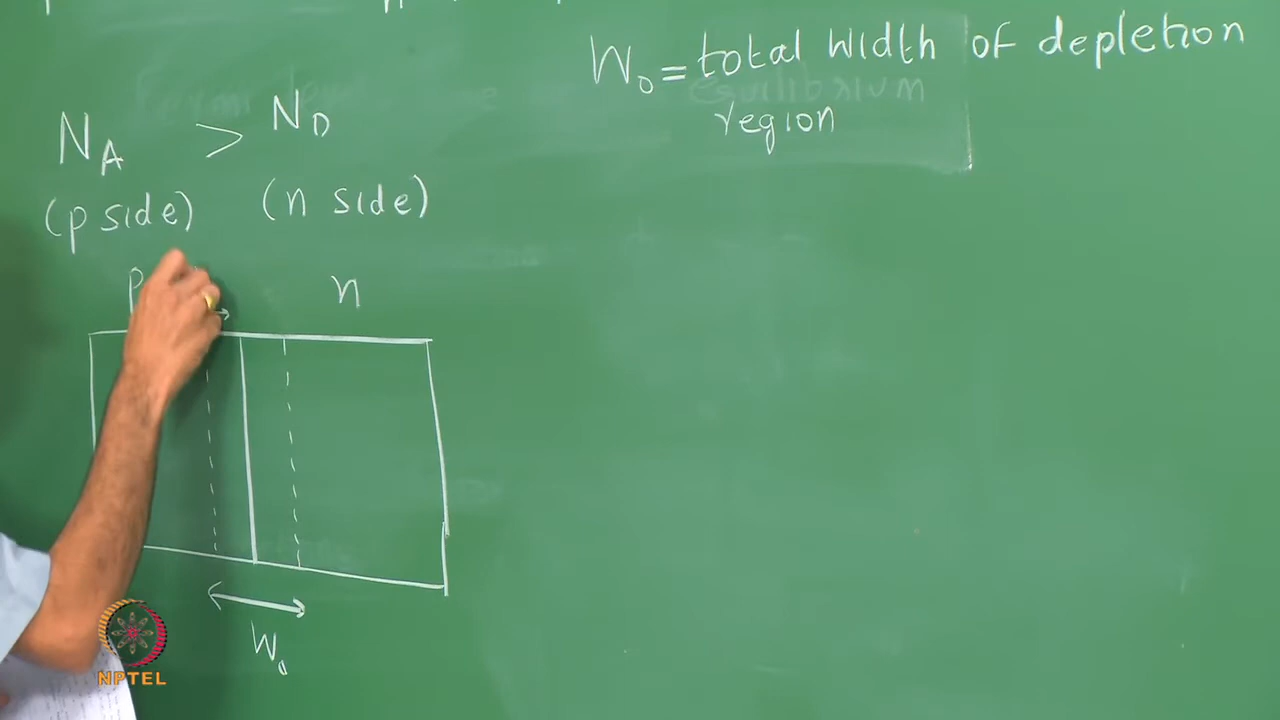 W₀ = total width of depletion
region
N_A > N_D
(p side) (n side)
p n
W₀
NPTEL